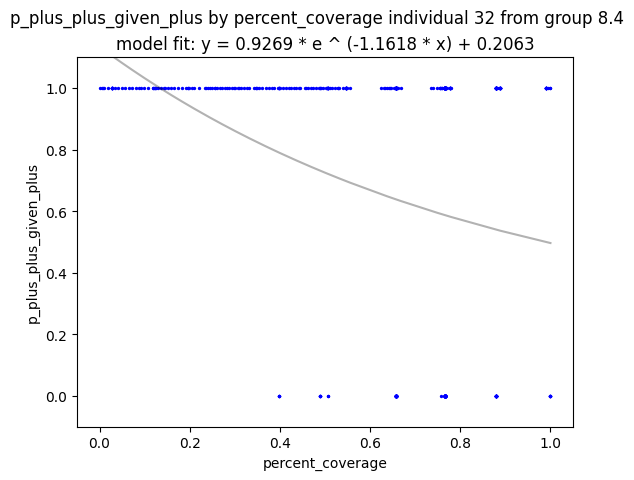 p_plus_plus_given_plus by percent_coverage individual 32 from group 8.4
model fit: y = 0.9269 * e ^ (-1.1618 * x) + 0.2063
1.0
0.8
0.6
0.4
0.2
0.0
p_plus_plus_given_plus
0.0 0.2 0.4 0.6 0.8 1.0
percent_coverage